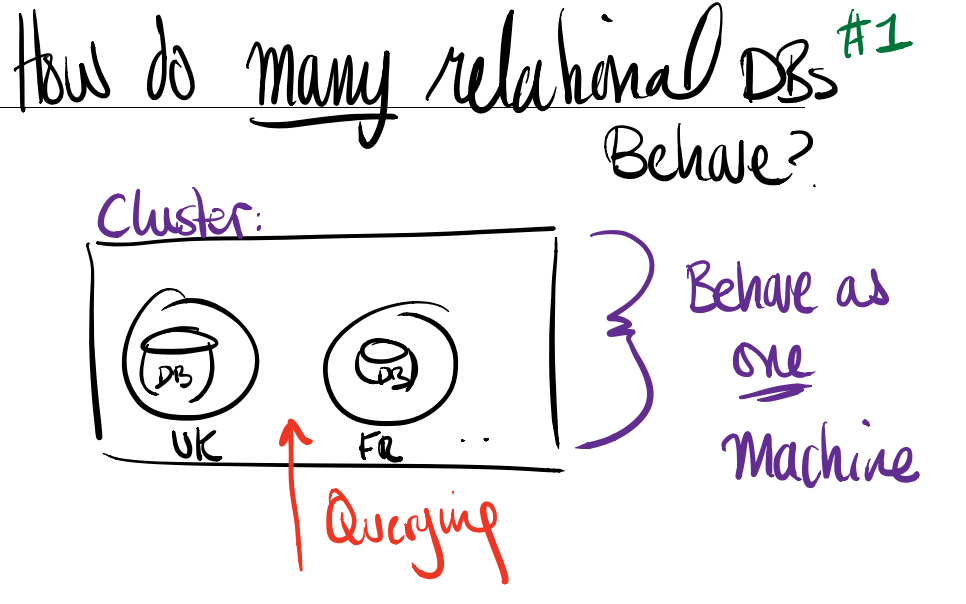 How do many relational DBs #1
Behave?
Cluster:
DB
DB
UK
FR
..
Behave as
one
Machine
Querying